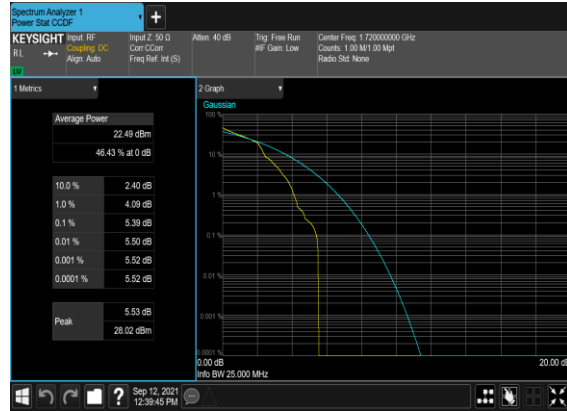 Spectrum Analyzer 1
Power Stat CCDF
+
KEYSIGHT
RL
Input: RF
Coupling: DC
Align: Auto
Input Z: 50 Ω
Corr CCorr
Freq Ref: Int (S)
Atten: 40 dB
Trig: Free Run
#IF Gain: Low
Center Freq: 1.720000000 GHz
Counts: 1.00 M/1.00 Mpt
Radio Std: None
1 Metrics
Average Power
22.49 dBm
46.43 % at 0 dB
10.0 % 2.40 dB
1.0 % 4.09 dB
0.1 % 5.39 dB
0.01 % 5.50 dB
0.001 % 5.52 dB
0.0001 % 5.52 dB
Peak
5.53 dB
28.02 dBm
2 Graph
Gaussian
100 %
10 %
1 %
0.1 %
0.01 %
0.001 %
0.0001 %
0.00 dB
20.00 dB
Info BW 25.000 MHz
?
Sep 12, 2021
12:39:45 PM